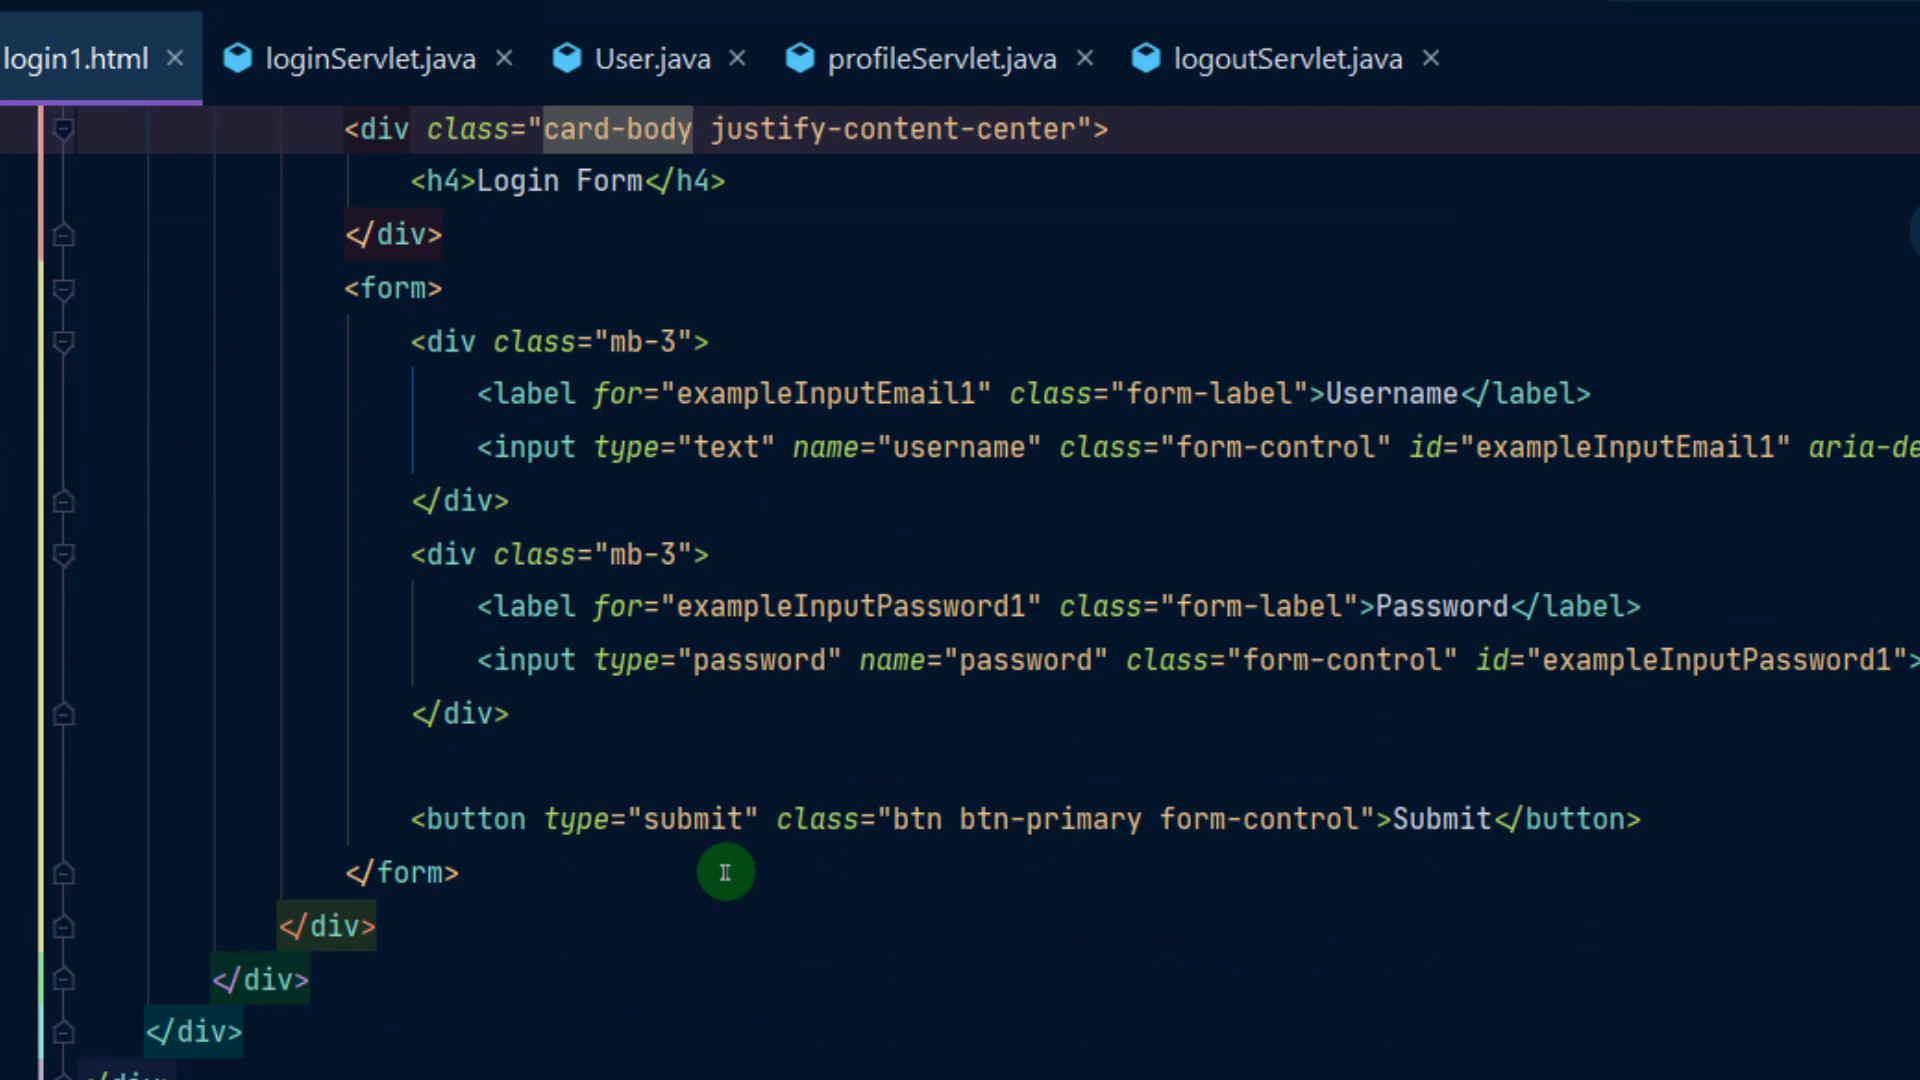 login1.html × loginServlet.java × User.java × profileServlet.java × logoutServlet.java ×
<div class="card-body justify-content-center">
<h4>Login Form</h4>
</div>
<form>
<div class="mb-3">
<label for="exampleInputEmail1" class="form-label">Username</label>
<input type="text" name="username" class="form-control" id="exampleInputEmail1" aria-de
</div>
<div class="mb-3">
<label for="exampleInputPassword1" class="form-label">Password</label>
<input type="password" name="password" class="form-control" id="exampleInputPassword1">
</div>
<button type="submit" class="btn btn-primary form-control">Submit</button>
</form>
</div>
</div>
</div>